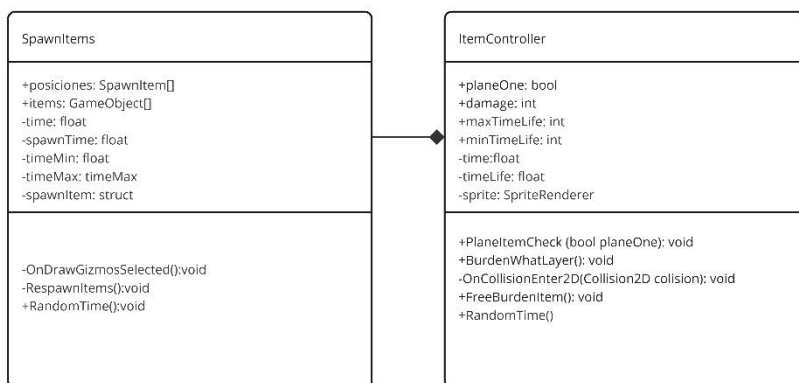 SpawnItems
+posiciones: SpawnItem[]
+items: GameObject[]
-time: float
-spawnTime: float
-timeMin: float
-timeMax: timeMax
-spawnItem: struct
-OnDrawGizmosSelected():void
-RespawnItems():void
+RandomTime():void
ItemController
+planeOne: bool
+damage: int
+maxTimeLife: int
+minTimeLife: int
-time:float
-timeLife: float
-sprite: SpriteRenderer
+PlaneItemCheck (bool planeOne): void
+BurdenWhatLayer(): void
-OnCollisionEnter2D(Collision2D colision): void
+FreeBurdenItem(): void
+RandomTime()